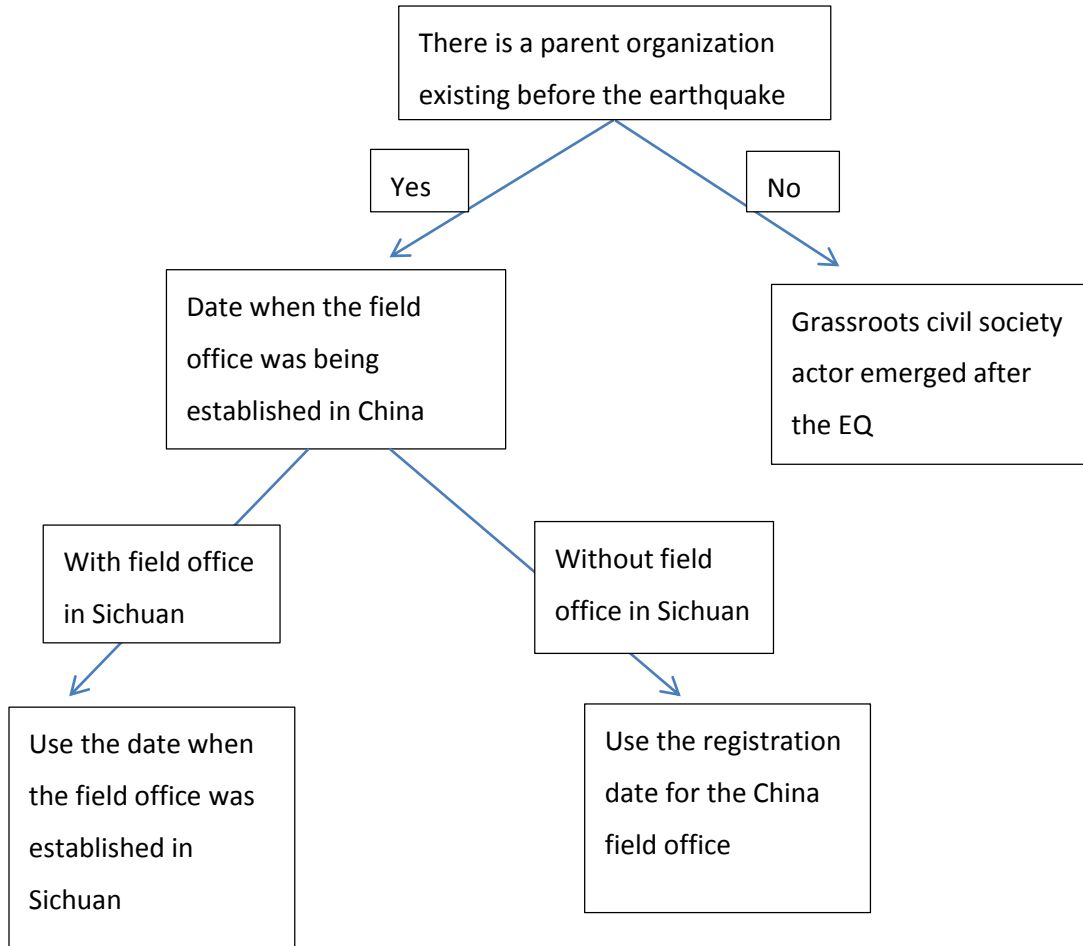 There is a parent organization
existing before the earthquake
Yes
No
Date when the field
office was being
established in China
Grassroots civil society
actor emerged after
the EQ
With field office
in Sichuan
Without field
office in Sichuan
Use the date when
the field office was
established in
Sichuan
Use the registration
date for the China
field office